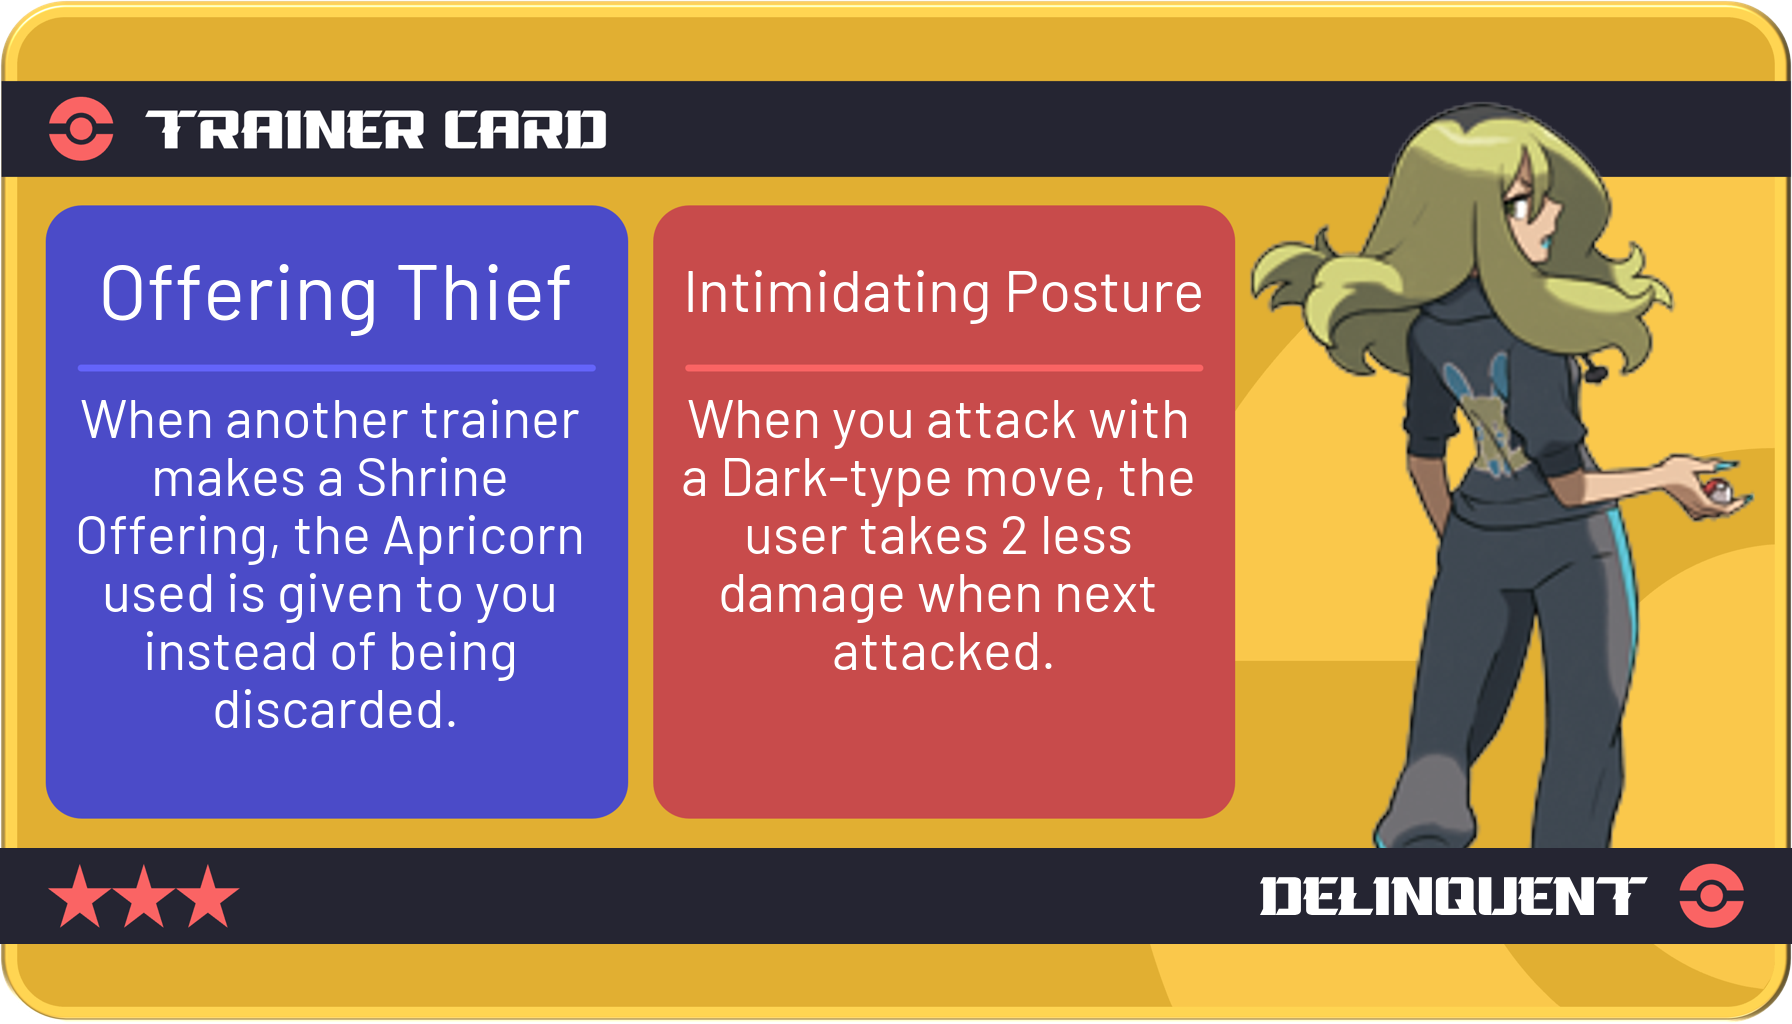 TRAINER CARD
Offering Thief
When another trainer
makes a Shrine
Offering, the Apricorn
used is given to you
instead of being
discarded.
Intimidating Posture
When you attack with
a Dark-type move, the
user takes 2 less
damage when next
attacked.
DELINQUENT